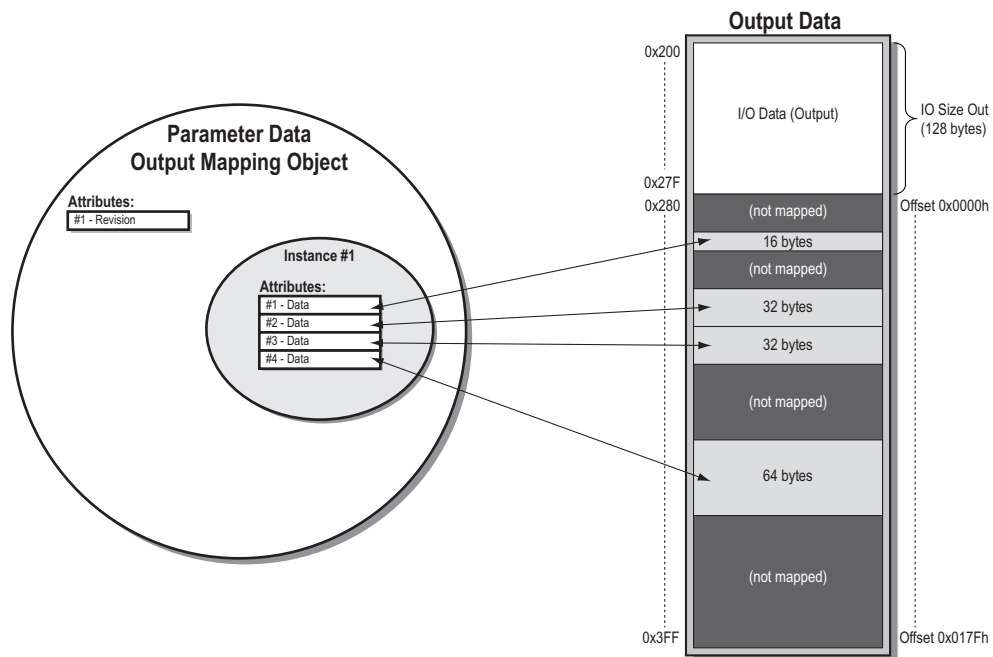 Output Data
0x200
I/O Data (Output)
IO Size Out
(128 bytes)
0x27F
0x280
Offset 0x0000h
(not mapped)
16 bytes
(not mapped)
32 bytes
32 bytes
(not mapped)
64 bytes
(not mapped)
0x3FF
Offset 0x017Fh
Parameter Data
Output Mapping Object
Attributes:
#1 - Revision
Instance #1
Attributes:
#1 - Data
#2 - Data
#3 - Data
#4 - Data